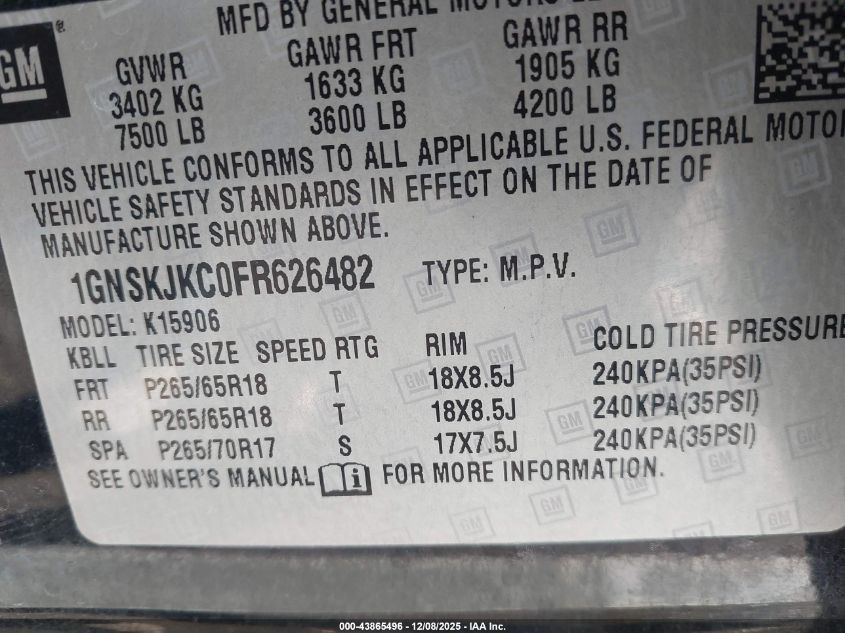 MFD BY GENERAL MOTORS
GM
®
GVWR GAWR FRT GAWR RR
3402 KG 1633 KG 1905 KG
7500 LB 3600 LB 4200 LB
THIS VEHICLE CONFORMS TO ALL APPLICABLE U.S. FEDERAL MOTOR
VEHICLE SAFETY STANDARDS IN EFFECT ON THE DATE OF
MANUFACTURE SHOWN ABOVE.
1GNSKJKC0FR626482 TYPE: M.P.V.
MODEL: K15906
KBLL TIRE SIZE SPEED RTG RIM COLD TIRE PRESSURE
FRT P265/65R18 T 18X8.5J 240KPA(35PSI)
RR P265/65R18 T 18X8.5J 240KPA(35PSI)
SPA P265/70R17 S 17X7.5J 240KPA(35PSI)
SEE OWNER'S MANUAL i FOR MORE INFORMATION.
000-43865496 - 12/08/2025 - IAA Inc.